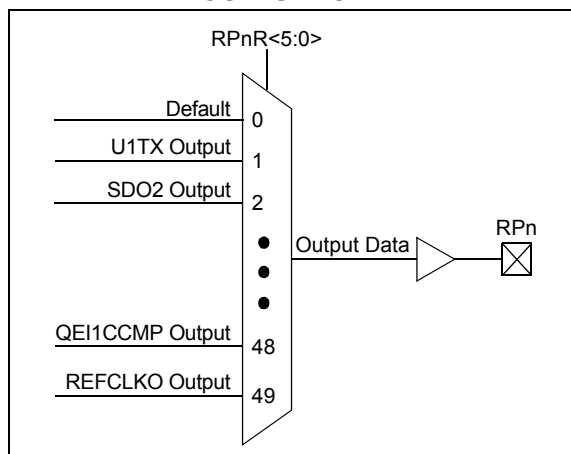 RPnR<5:0>
Default
0
U1TX Output
1
SDO2 Output
2
Output Data
RPn
QEI1CCMP Output
48
REFCLKO Output
49